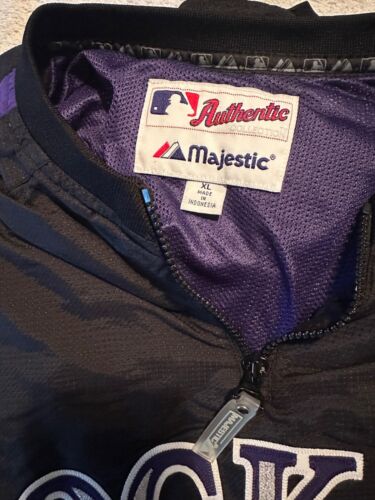 Authentic
COLLECTION
Majestic®
XL
MADE
IN
INDONESIA
MAJESTIC
OCK